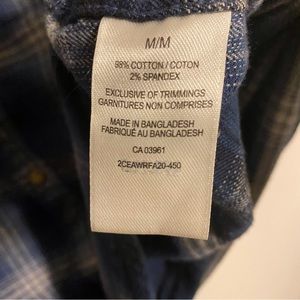 M/M
98% COTTON / COTON
2% SPANDEX
EXCLUSIVE OF TRIMMINGS
GARNITURES NON COMPRISES
MADE IN BANGLADESH
FABRIQUÉ AU BANGLADESH
CA 03961
2CEAWRFA20-450